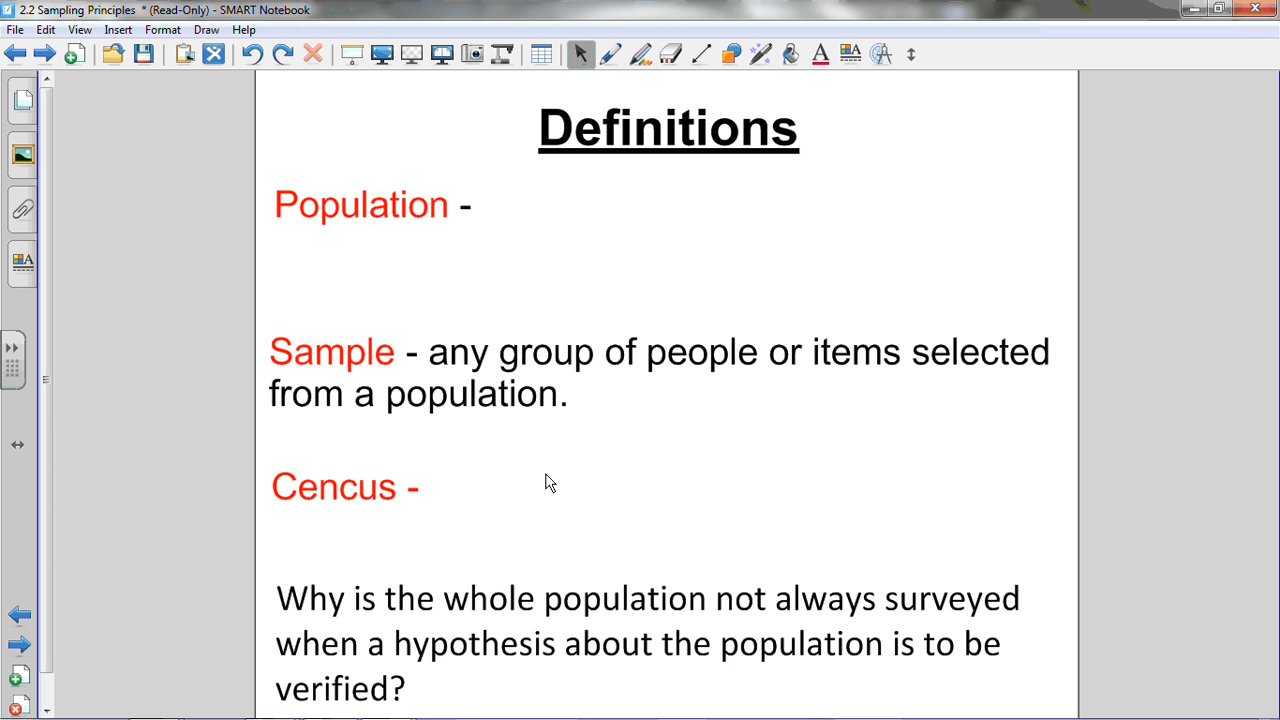 2.2 Sampling Principles * (Read-Only) - SMART Notebook
File Edit View Insert Format Draw Help
Definitions
Population -
Sample - any group of people or items selected
from a population.
Cencus -
Why is the whole population not always surveyed
when a hypothesis about the population is to be
verified?